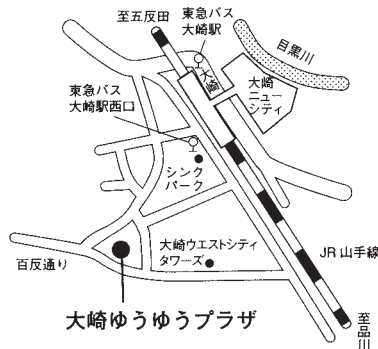 至五反田
東急バス
大崎駅
目黒川
大崎
大崎
ニュー
シティ
東急バス
大崎駅西口
シンク
パーク
大崎ウエストシティ
タワーズ
百反通り
JR山手線
大崎ゆうゆうプラザ
至品川